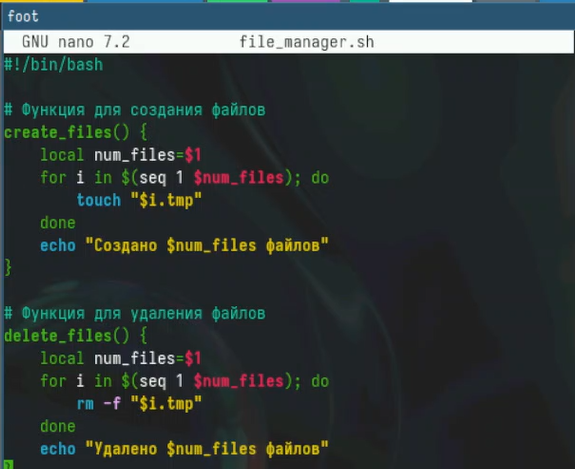 foot
GNU nano 7.2 file_manager.sh
#!/bin/bash
# Функция для создания файлов
create_files() {
    local num_files=$1
    for i in $(seq 1 $num_files); do
        touch "$i.tmp"
    done
    echo "Создано $num_files файлов"
}
# Функция для удаления файлов
delete_files() {
    local num_files=$1
    for i in $(seq 1 $num_files); do
        rm -f "$i.tmp"
    done
    echo "Удалено $num_files файлов"
}